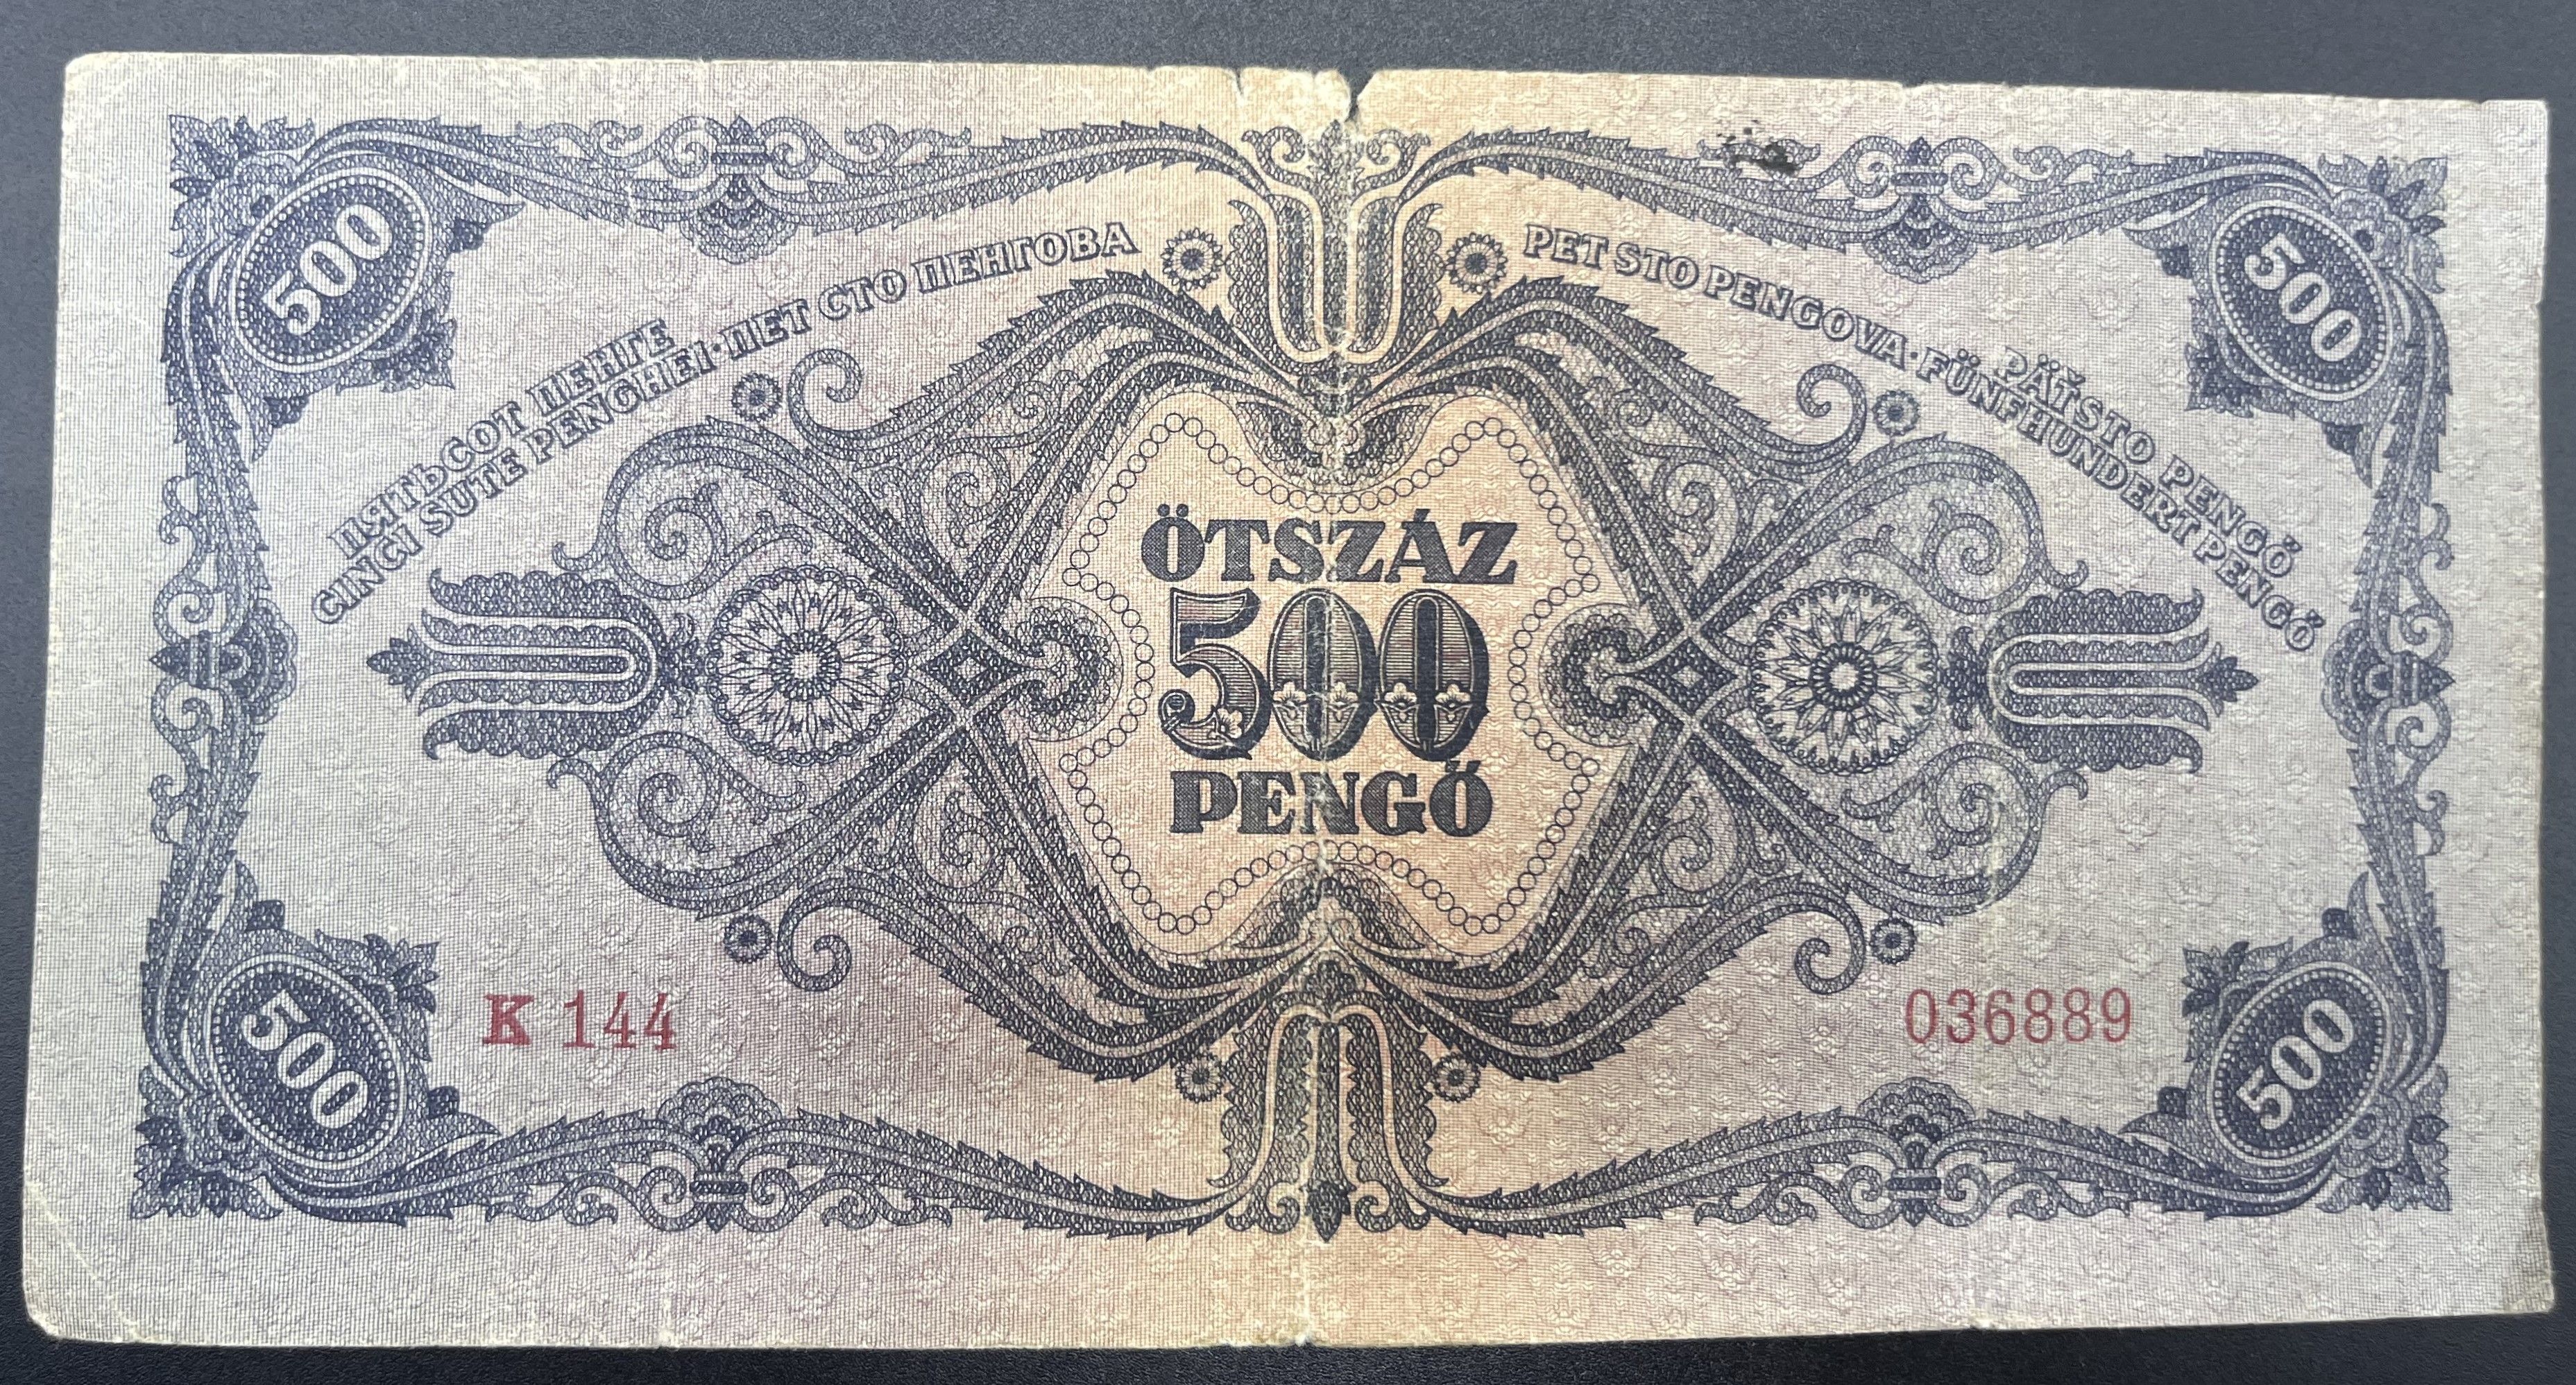 500
500
ПЯТЬСОТ ПЕНГЕ
CINCI SUTE PENGHEI · ПЕТ СТО ПЕНГОВА
PET STO PENGOVA · FÜNFHUNDERT PENGŐ
PÄŤSTO PENGŐ
ÖTSZÁZ
500
PENGŐ
K 144
036889
500
500